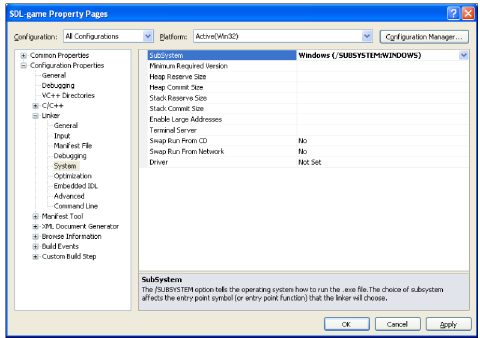 SDL-game Property Pages
Configuration: All Configurations Platform: Active(Win32) Configuration Manager...
Common Properties
Configuration Properties
General
Debugging
VC++ Directories
C/C++
Linker
General
Input
Manifest File
Debugging
System
Optimization
Embedded IDL
Advanced
Command Line
Manifest Tool
XML Document Generator
Browse Information
Build Events
Custom Build Step
SubSystem Windows (/SUBSYSTEM:WINDOWS)
Minimum Required Version
Heap Reserve Size
Heap Commit Size
Stack Reserve Size
Stack Commit Size
Enable Large Addresses
Terminal Server
Swap Run From CD No
Swap Run From Network No
Driver Not Set
SubSystem
The /SUBSYSTEM option tells the operating system how to run the .exe file. The choice of subsystem
affects the entry point symbol (or entry point function) that the linker will choose.
OK Cancel Apply